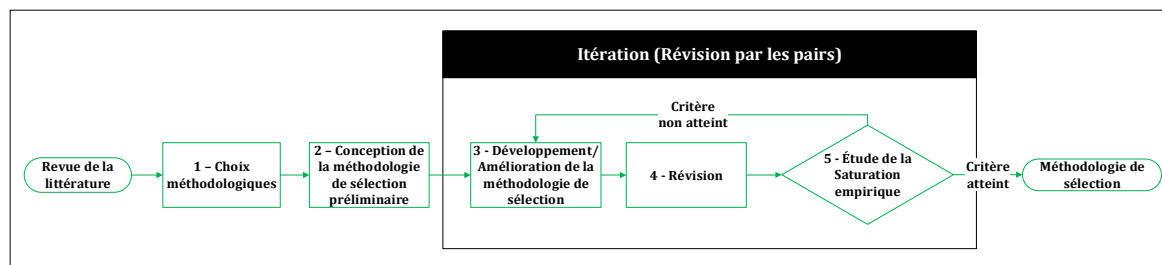 Itération (Révision par les pairs)
Critère
non atteint
Revue de la
littérature
1 – Choix
méthodologiques
2 – Conception de
la méthodologie
de sélection
préliminaire
3 - Développement/
Amélioration de la
méthodologie de
sélection
4 - Révision
5 - Étude de la
Saturation
empirique
Critère
atteint
Méthodologie de
sélection